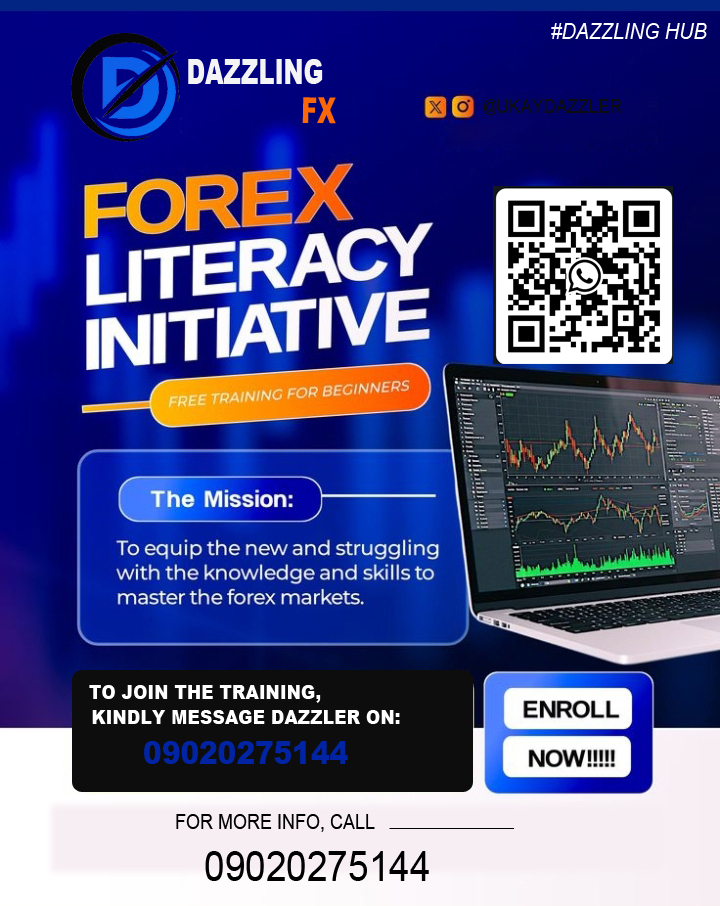 #DAZZLING HUB
DAZZLING
FX
@UKAYDAZZLER
FOREX
LITERACY
INITIATIVE
FREE TRAINING FOR BEGINNERS
The Mission:
To equip the new and struggling
with the knowledge and skills to
master the forex markets.
TO JOIN THE TRAINING,
KINDLY MESSAGE DAZZLER ON:
09020275144
ENROLL
NOW!!!!!
FOR MORE INFO, CALL
09020275144